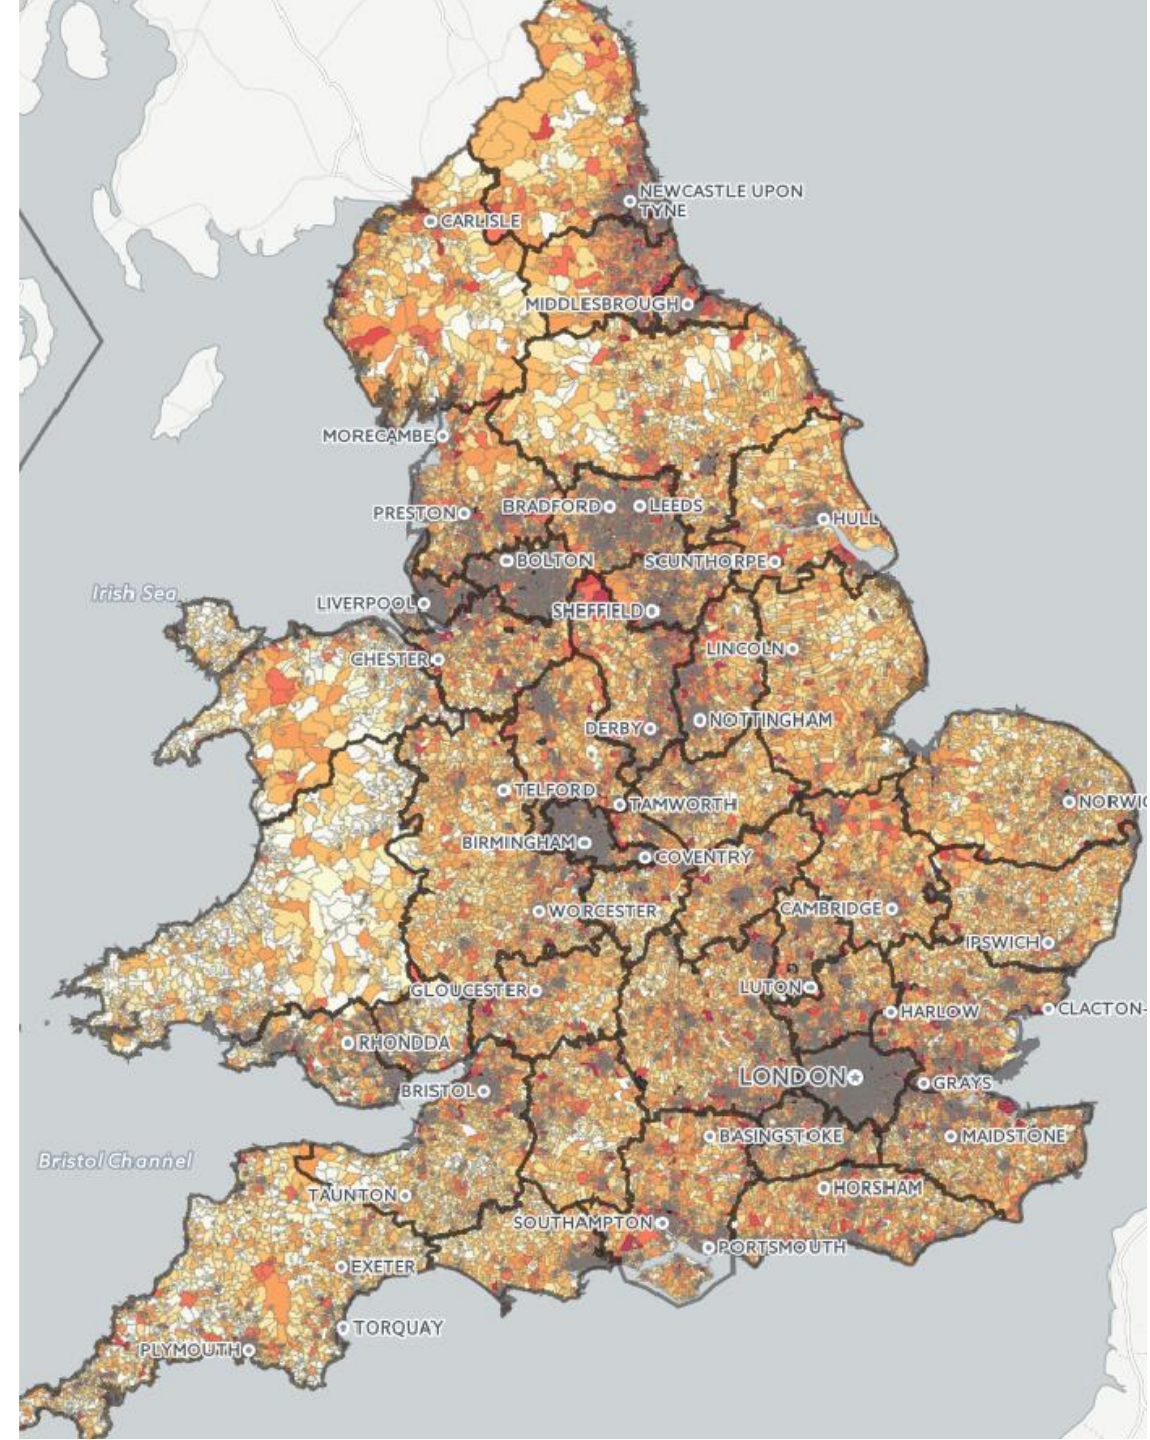 NEWCASTLE UPON
TYNE
CARLISLE
MIDDLESBROUGH
MORECAMBE
PRESTON
BRADFORD
LEEDS
HULL
BOLTON
SCUNTHORPE
Irish Sea
LIVERPOOL
SHEFFIELD
CHESTER
LINCOLN
DERBY
NOTTINGHAM
TELFORD
TAMWORTH
NORWIC
BIRMINGHAM
COVENTRY
WORCESTER
CAMBRIDGE
IPSWICH
GLOUCESTER
LUTON
HARLOW
CLACTON-
RHONDDA
LONDON
BRISTOL
GRAYS
BASINGSTOKE
MAIDSTONE
Bristol Channel
TAUNTON
HORSHAM
SOUTHAMPTON
PORTSMOUTH
EXETER
TORQUAY
PLYMOUTH